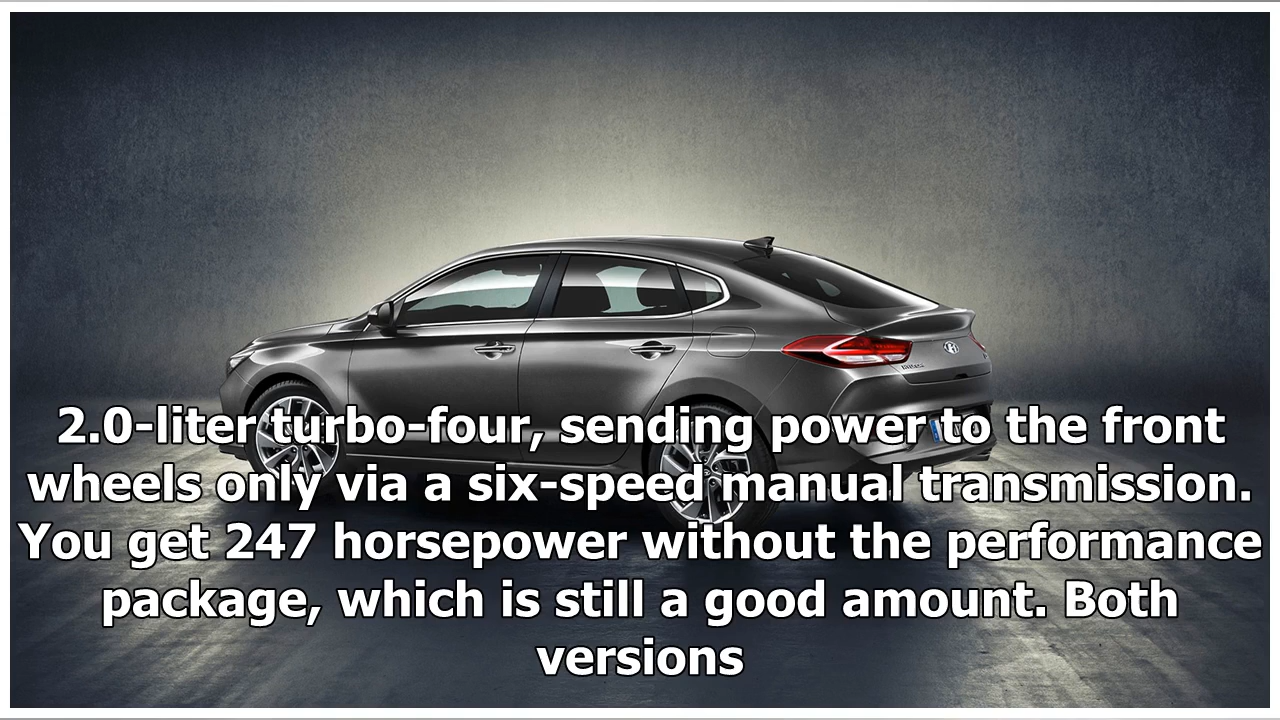 2.0-liter turbo-four, sending power to the front
wheels only via a six-speed manual transmission.
You get 247 horsepower without the performance
package, which is still a good amount. Both
versions